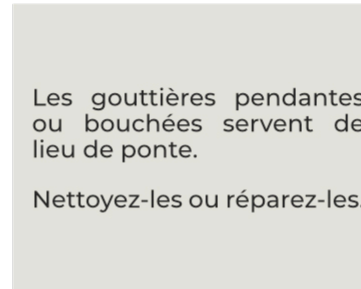 Les gouttières pendantes
ou bouchées servent de
lieu de ponte.
Nettoyez-les ou réparez-les.